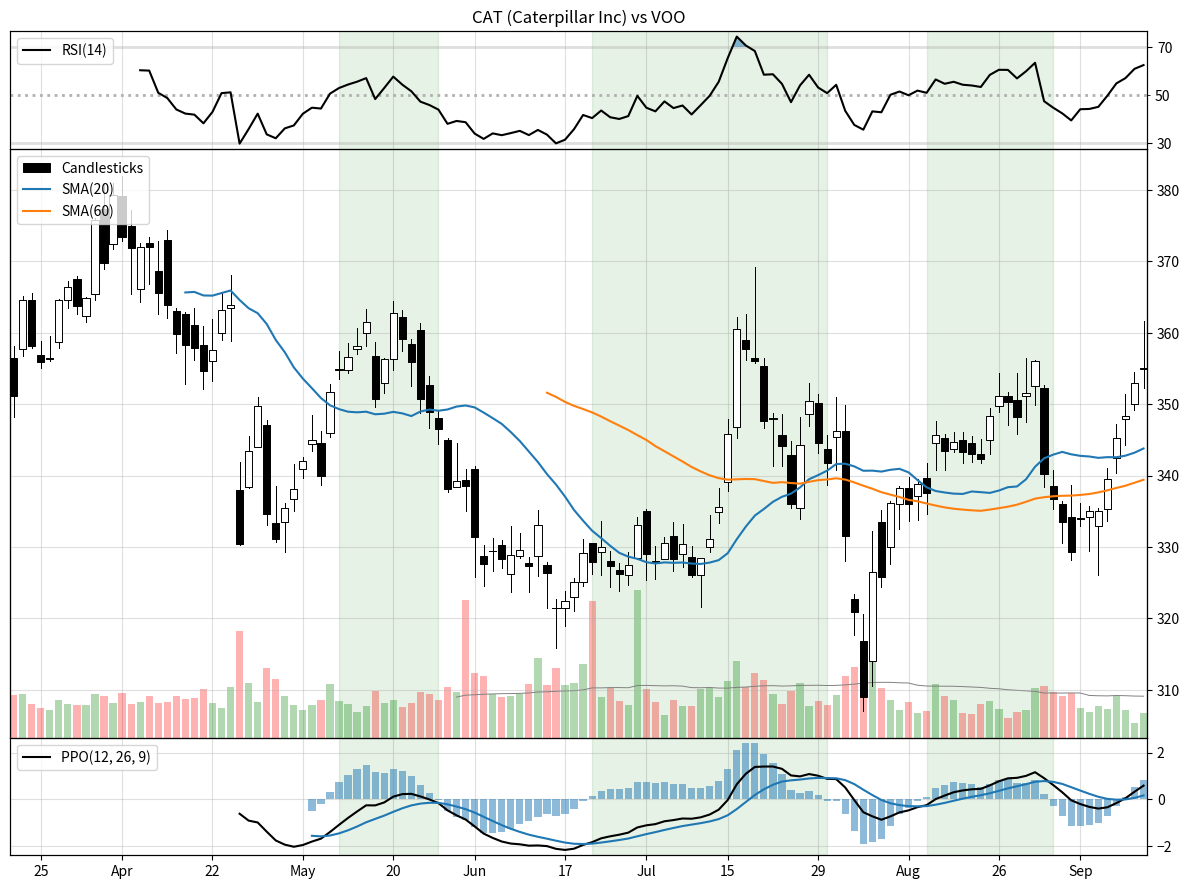 CAT (Caterpillar Inc) vs VOO
RSI(14)
70
50
30
Candlesticks
SMA(20)
SMA(60)
380
370
360
350
340
330
320
310
PPO(12, 26, 9)
2
0
−2
25 Apr 22 May 20 Jun 17 Jul 15 29 Aug 26 Sep